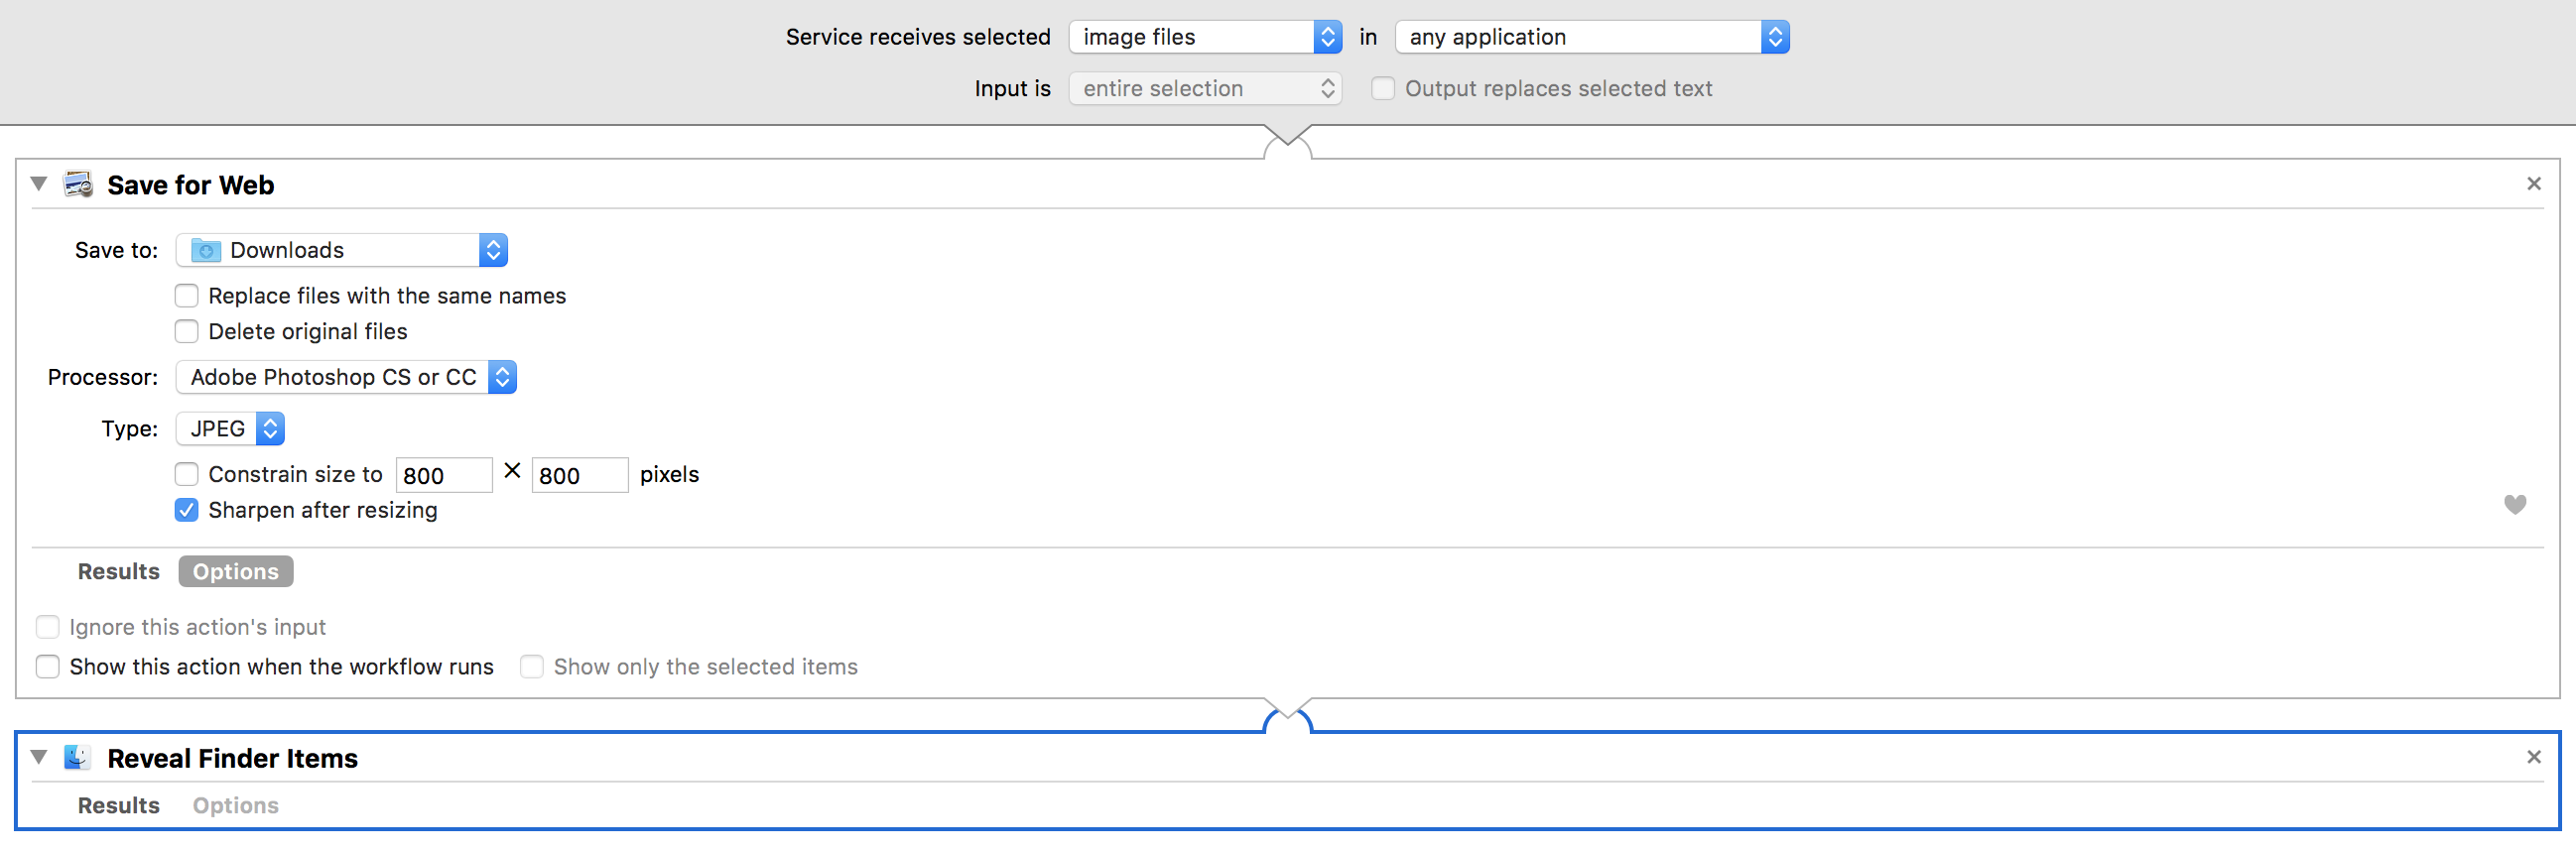 Service receives selected image files in any application
Input is entire selection Output replaces selected text
Save for Web
Save to: Downloads
Replace files with the same names
Delete original files
Processor: Adobe Photoshop CS or CC
Type: JPEG
Constrain size to 800 × 800 pixels
Sharpen after resizing
Results Options
Ignore this action's input
Show this action when the workflow runs Show only the selected items
Reveal Finder Items
Results Options